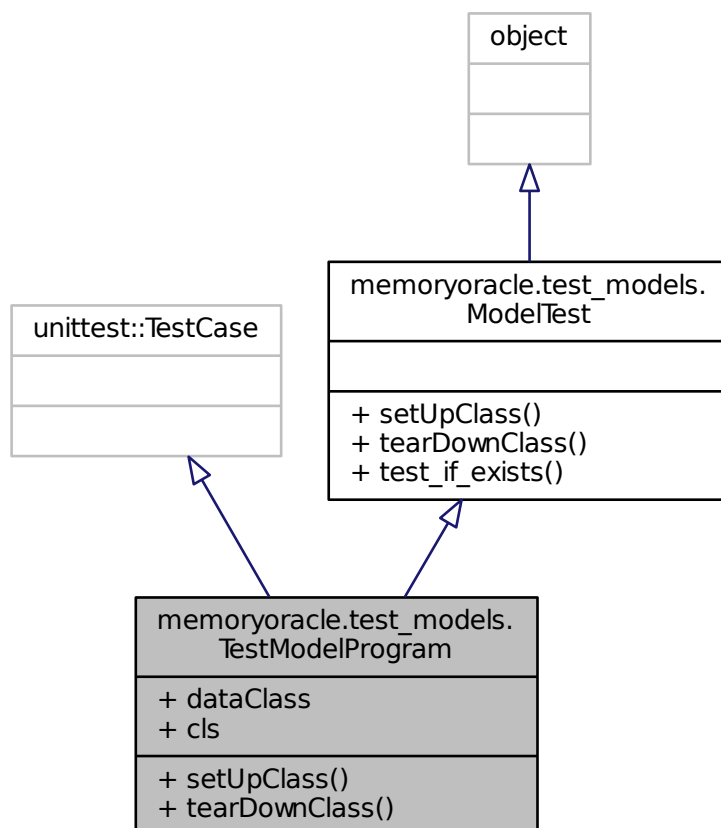 object
memoryoracle.test_models.
ModelTest
unittest::TestCase
+ setUpClass()
+ tearDownClass()
+ test_if_exists()
memoryoracle.test_models.
TestModelProgram
+ dataClass
+ cls
+ setUpClass()
+ tearDownClass()